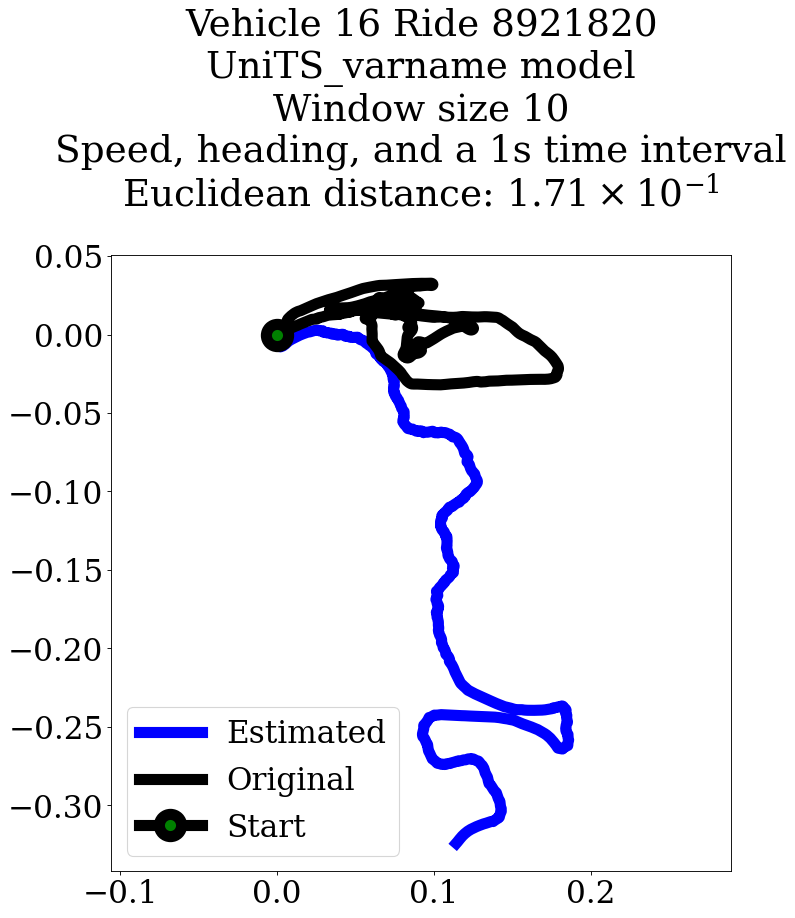 Vehicle 16 Ride 8921820
UniTS_varname model
Window size 10
Speed, heading, and a 1s time interval
Euclidean distance: 1.71 × 10⁻¹
0.05
0.00
−0.05
−0.10
−0.15
−0.20
−0.25
−0.30
Estimated
Original
Start
−0.1
0.0
0.1
0.2